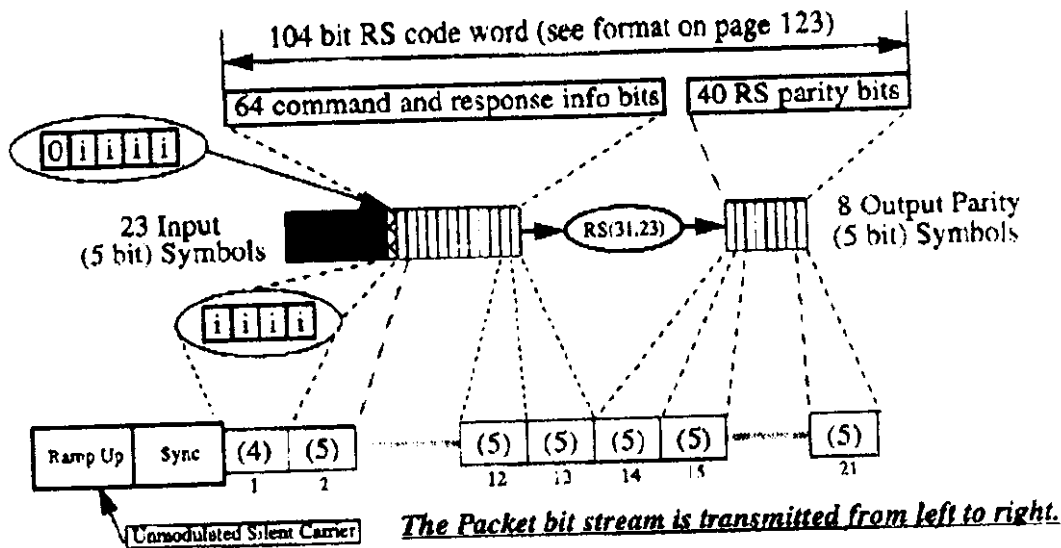 104 bit RS code word (see format on page 123)
64 command and response info bits
40 RS parity bits
0 i i i i
23 Input
(5 bit) Symbols
RS(31,23)
8 Output Parity
(5 bit) Symbols
i i i i
Ramp Up
Sync
(4)
(5)
(5)
(5)
(5)
(5)
(5)
1
2
12
13
14
15
21
Unmodulated Silent Carrier
The Packet bit stream is transmitted from left to right.